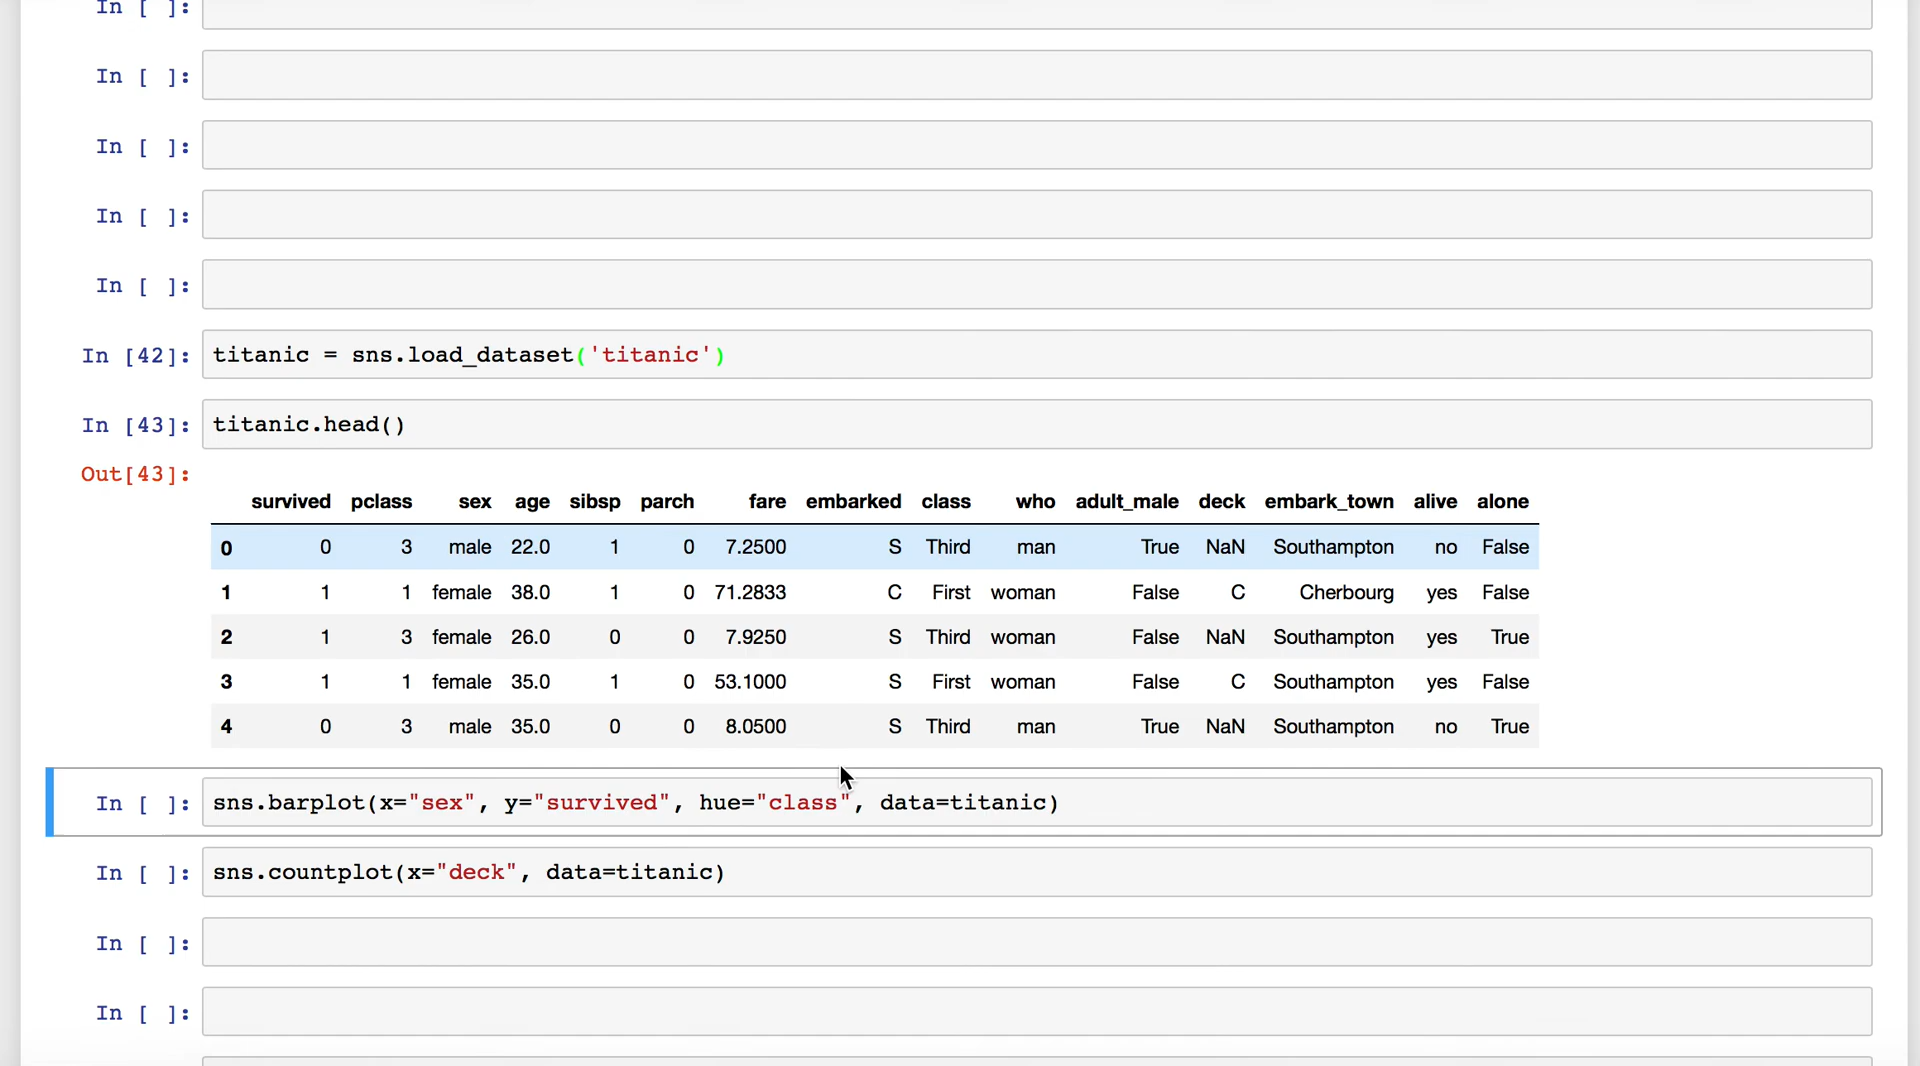 In [ ]:
In [ ]:
In [ ]:
In [ ]:
In [ ]:
In [42]: titanic = sns.load_dataset('titanic')
In [43]: titanic.head()
Out[43]:
survived pclass sex age sibsp parch fare embarked class who adult_male deck embark_town alive alone
0 0 3 male 22.0 1 0 7.2500 S Third man True NaN Southampton no False
1 1 1 female 38.0 1 0 71.2833 C First woman False C Cherbourg yes False
2 1 3 female 26.0 0 0 7.9250 S Third woman False NaN Southampton yes True
3 1 1 female 35.0 1 0 53.1000 S First woman False C Southampton yes False
4 0 3 male 35.0 0 0 8.0500 S Third man True NaN Southampton no True
In [ ]: sns.barplot(x="sex", y="survived", hue="class", data=titanic)
In [ ]: sns.countplot(x="deck", data=titanic)
In [ ]:
In [ ]: